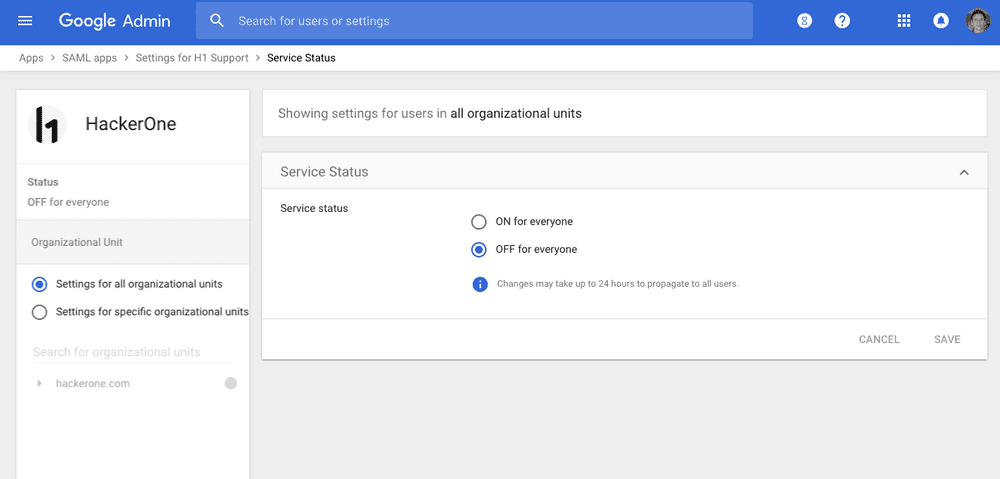 Google Admin
Search for users or settings
Apps > SAML apps > Settings for H1 Support > Service Status
h1 HackerOne
Status
OFF for everyone
Organizational Unit
Settings for all organizational units
Settings for specific organizational units
Search for organizational units
hackerone.com
Showing settings for users in all organizational units
Service Status
Service status
ON for everyone
OFF for everyone
Changes may take up to 24 hours to propagate to all users.
CANCEL SAVE